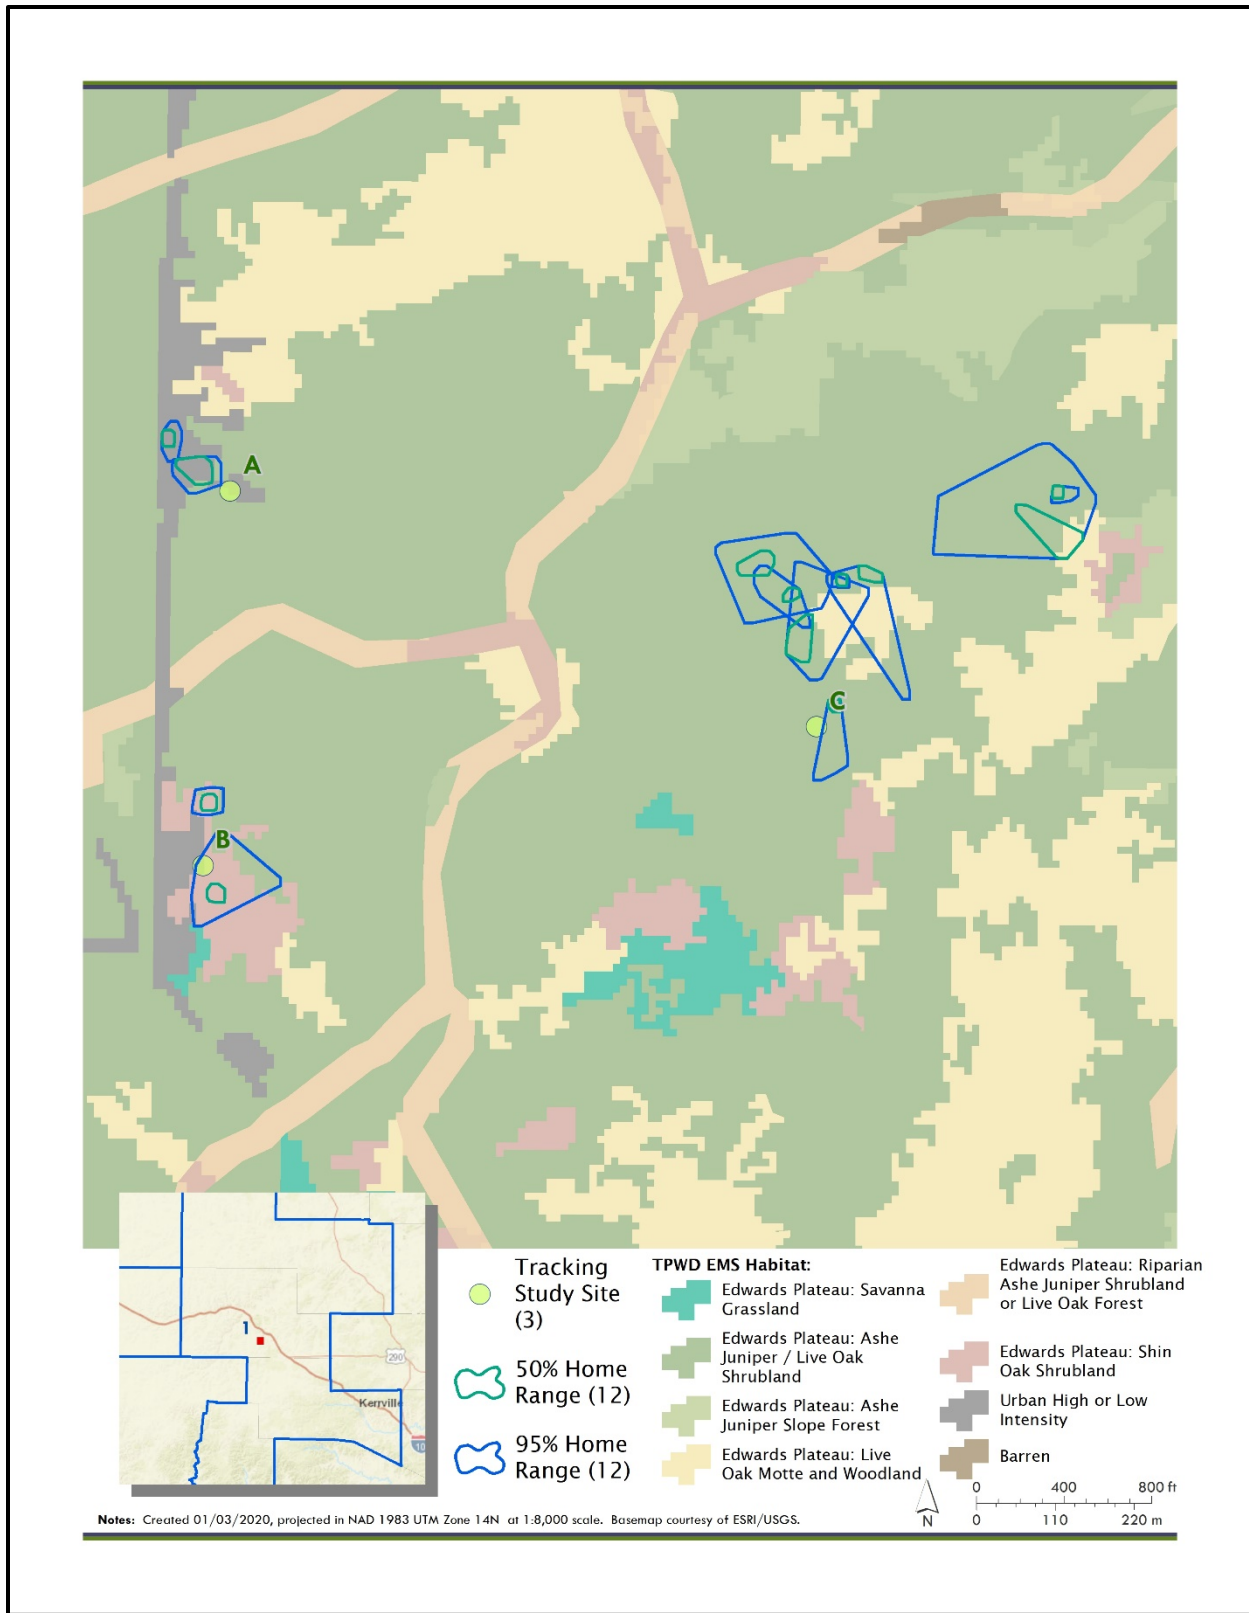 A
C
B
1
290
Kerrville
10
Tracking
Study Site
(3)
50% Home
Range (12)
95% Home
Range (12)
TPWD EMS Habitat:
Edwards Plateau: Savanna
Grassland
Edwards Plateau: Ashe
Juniper / Live Oak
Shrubland
Edwards Plateau: Ashe
Juniper Slope Forest
Edwards Plateau: Live
Oak Motte and Woodland
Edwards Plateau: Riparian
Ashe Juniper Shrubland
or Live Oak Forest
Edwards Plateau: Shin
Oak Shrubland
Urban High or Low
Intensity
Barren
N
0 400 800 ft
0 110 220 m
Notes: Created 01/03/2020, projected in NAD 1983 UTM Zone 14N at 1:8,000 scale. Basemap courtesy of ESRI/USGS.